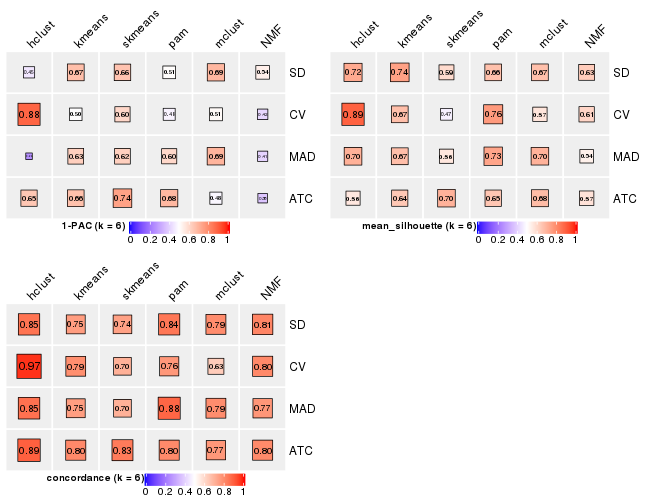 hclust kmeans skmeans pam mclust NMF
0.67 0.66 0.51 0.69 0.54 SD
0.88 0.50 0.60 0.51 CV
0.63 0.62 0.60 0.69 MAD
0.65 0.66 0.74 0.68 0.48 ATC
1-PAC (k = 6)
0 0.2 0.4 0.6 0.8 1
hclust kmeans skmeans pam mclust NMF
0.72 0.74 0.59 0.66 0.67 0.63 SD
0.89 0.67 0.47 0.76 0.57 0.61 CV
0.70 0.67 0.56 0.73 0.70 0.54 MAD
0.56 0.64 0.70 0.65 0.68 0.57 ATC
mean_silhouette (k = 6)
0 0.2 0.4 0.6 0.8 1
hclust kmeans skmeans pam mclust NMF
0.85 0.75 0.74 0.84 0.79 0.81 SD
0.97 0.79 0.70 0.76 0.63 0.80 CV
0.85 0.75 0.70 0.88 0.79 0.77 MAD
0.89 0.80 0.83 0.80 0.77 0.80 ATC
concordance (k = 6)
0 0.2 0.4 0.6 0.8 1